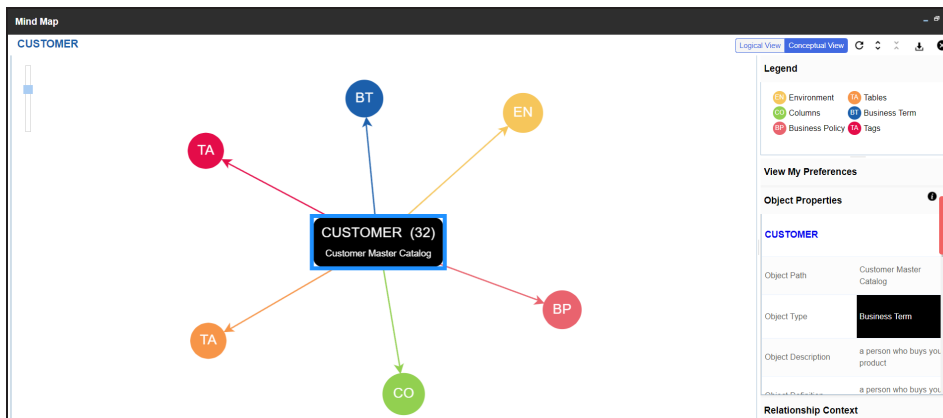 Mind Map
CUSTOMER
Logical View
Conceptual View
BT
EN
TA
CUSTOMER (32)
Customer Master Catalog
BP
TA
CO
Legend
EN Environment
TA Tables
CO Columns
BT Business Term
BP Business Policy
TA Tags
View My Preferences
Object Properties
CUSTOMER
Object Path
Customer Master
Catalog
Object Type
Business Term
Object Description
a person who buys you
product
Object Definition
a person who buys you
Relationship Context